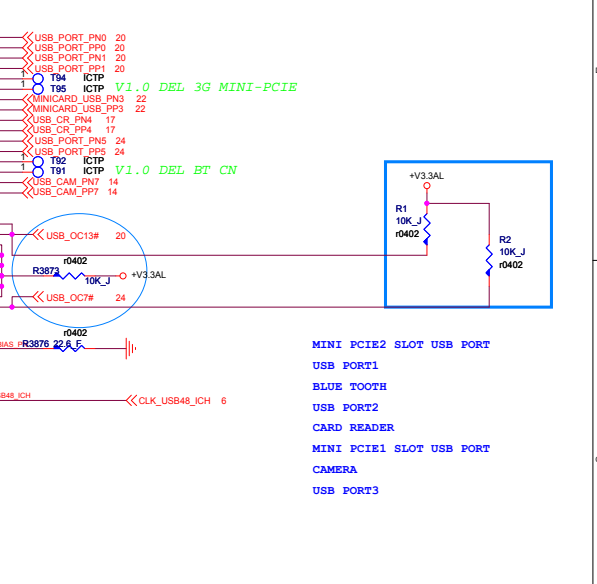 USB_PORT_PN0 20
USB_PORT_PP0 20
USB_PORT_PN1 20
USB_PORT_PP1 20
1 T94 ICTP
1 T95 ICTP V1.0 DEL 3G MINI-PCIE
MINICARD_USB_PN3 22
MINICARD_USB_PP3 22
USB_CR_PN4 17
USB_CR_PP4 17
USB_PORT_PN5 24
USB_PORT_PP5 24
1 T92 ICTP
1 T91 ICTP V1.0 DEL BT CN
USB_CAM_PN7 14
USB_CAM_PP7 14
+V3.3AL
R1
10K_J
r0402
R2
10K_J
r0402
USB_OC13# 20
r0402
R3873
10K_J
+V3.3AL
USB_OC7# 24
r0402
R3876 22.6_F
CLK_USB48_ICH 6
MINI PCIE2 SLOT USB PORT
USB PORT1
BLUE TOOTH
USB PORT2
CARD READER
MINI PCIE1 SLOT USB PORT
CAMERA
USB PORT3